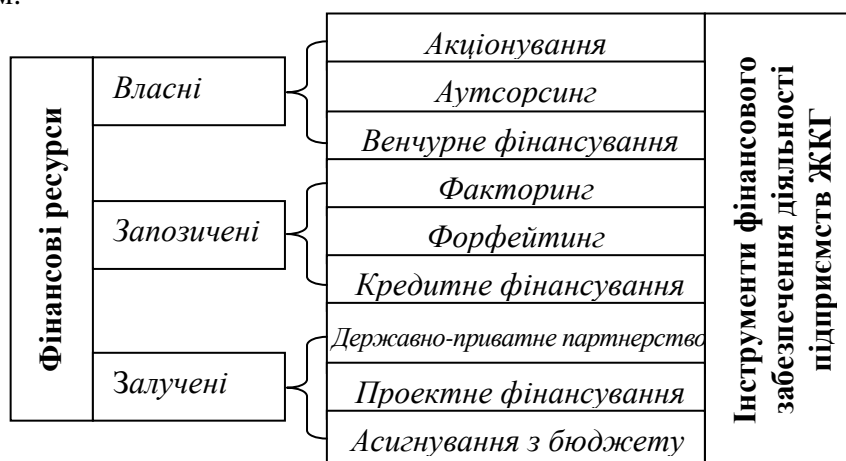 Фінансові ресурси
Власні
Запозичені
Залучені
Акціонування
Аутсорсинг
Венчурне фінансування
Факторинг
Форфейтинг
Кредитне фінансування
Державно-приватне партнерство
Проектне фінансування
Асигнування з бюджету
Інструменти фінансового
забезпечення діяльності
підприємств ЖКГ